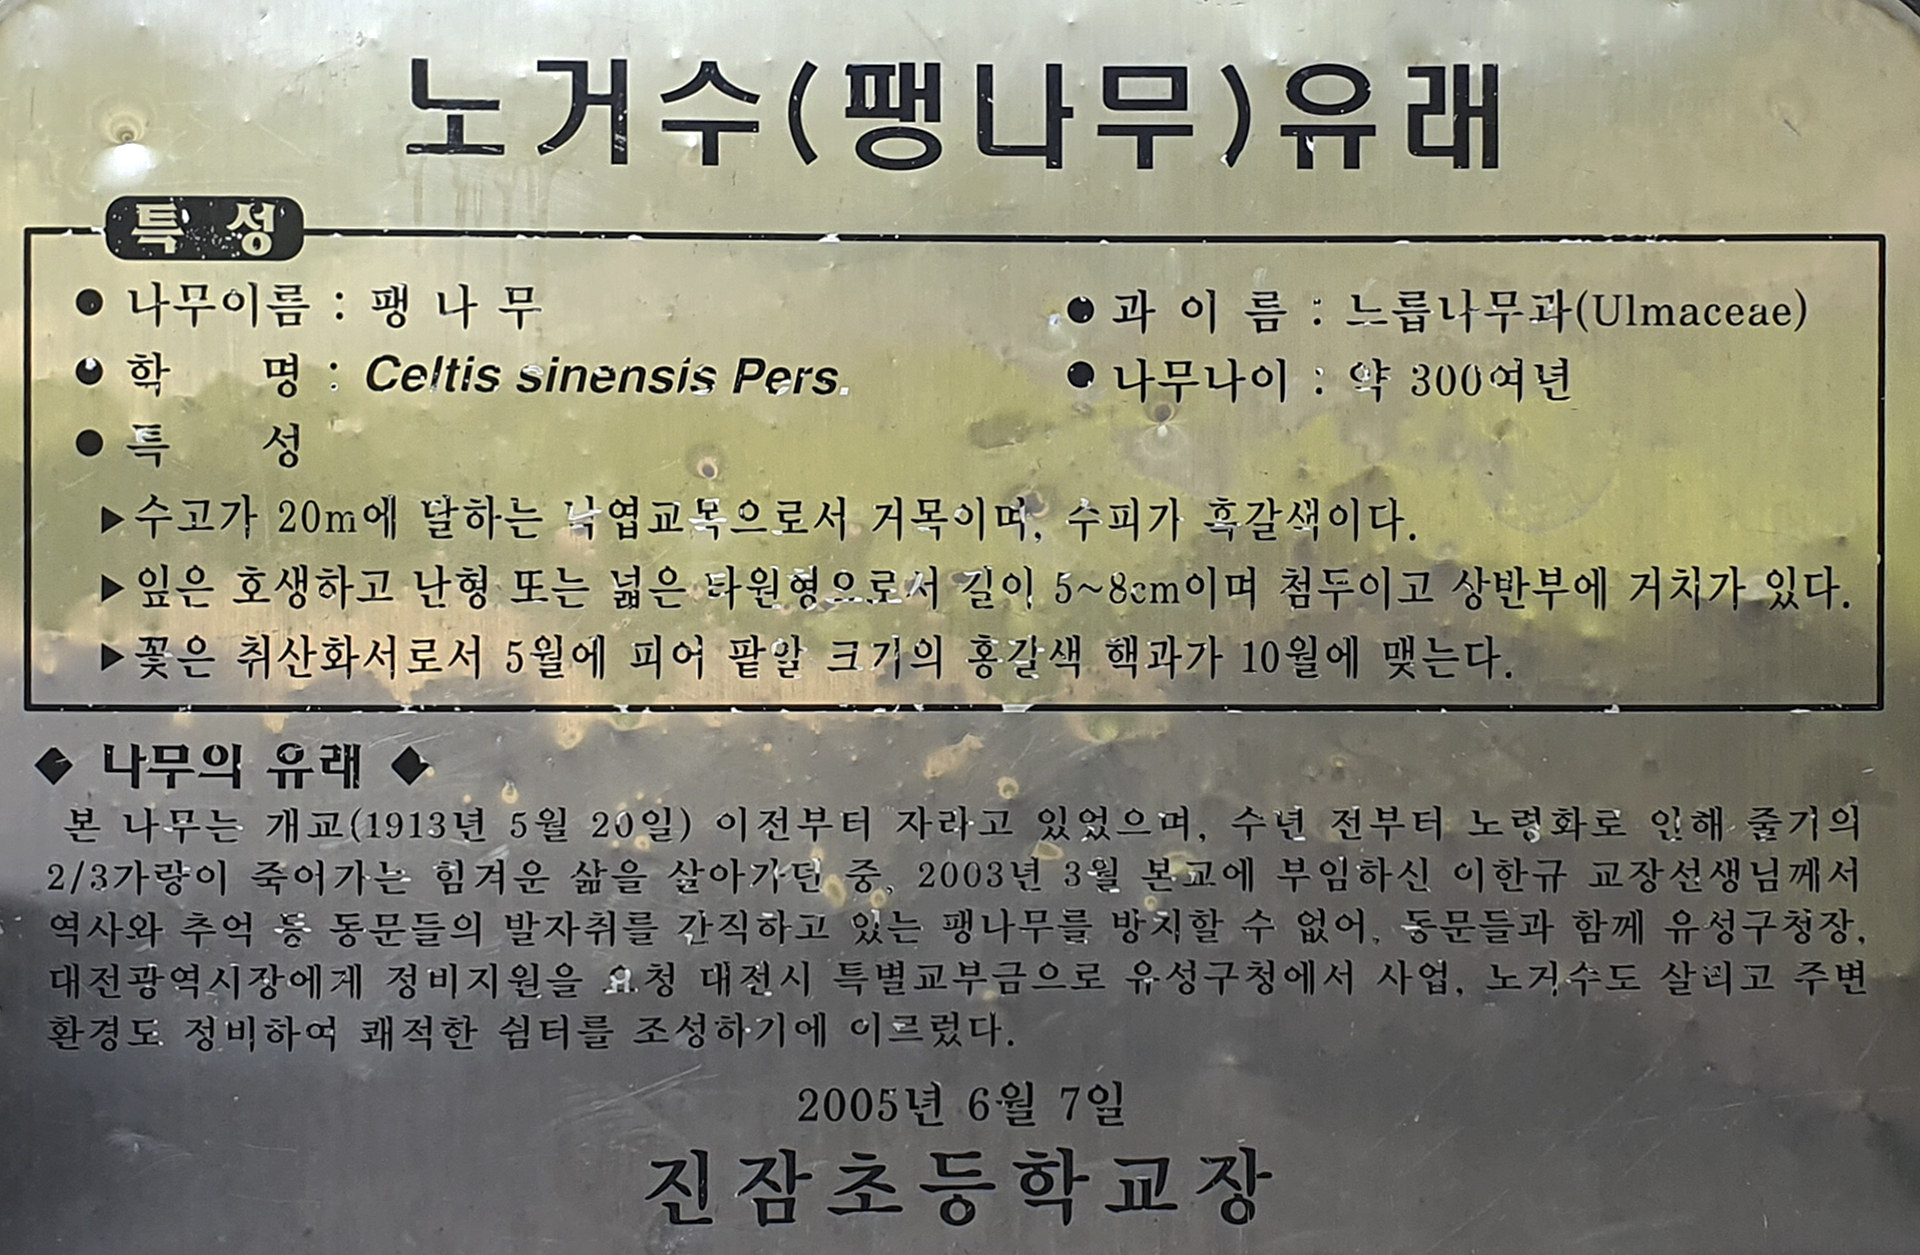 노거수(팽나무)유래
특 성
● 나무이름 : 팽 나 무 ● 과 이 름 : 느릅나무과(Ulmaceae)
● 학 명 : Celtis sinensis Pers. ● 나무나이 : 약 300여년
● 특 성
▶수고가 20m에 달하는 낙엽교목으로서 거목이며, 수피가 흑갈색이다.
▶잎은 호생하고 난형 또는 넓은 타원형으로서 길이 5~8cm이며 첨두이고 상반부에 거치가 있다.
▶꽃은 취산화서로서 5월에 피어 팥알 크기의 홍갈색 핵과가 10월에 맺는다.
◆ 나무의 유래 ◆
본 나무는 개교(1913년 5월 20일) 이전부터 자라고 있었으며, 수년 전부터 노령화로 인해 줄기의
2/3가량이 죽어가는 힘겨운 삶을 살아가던 중, 2003년 3월 본교에 부임하신 이한규 교장선생님께서
역사와 추억 등 동문들의 발자취를 간직하고 있는 팽나무를 방치할 수 없어, 동문들과 함께 유성구청장,
대전광역시장에게 정비지원을 요청 대전시 특별교부금으로 유성구청에서 사업, 노거수도 살리고 주변
환경도 정비하여 쾌적한 쉼터를 조성하기에 이르렀다.
2005년 6월 7일
진잠초등학교장